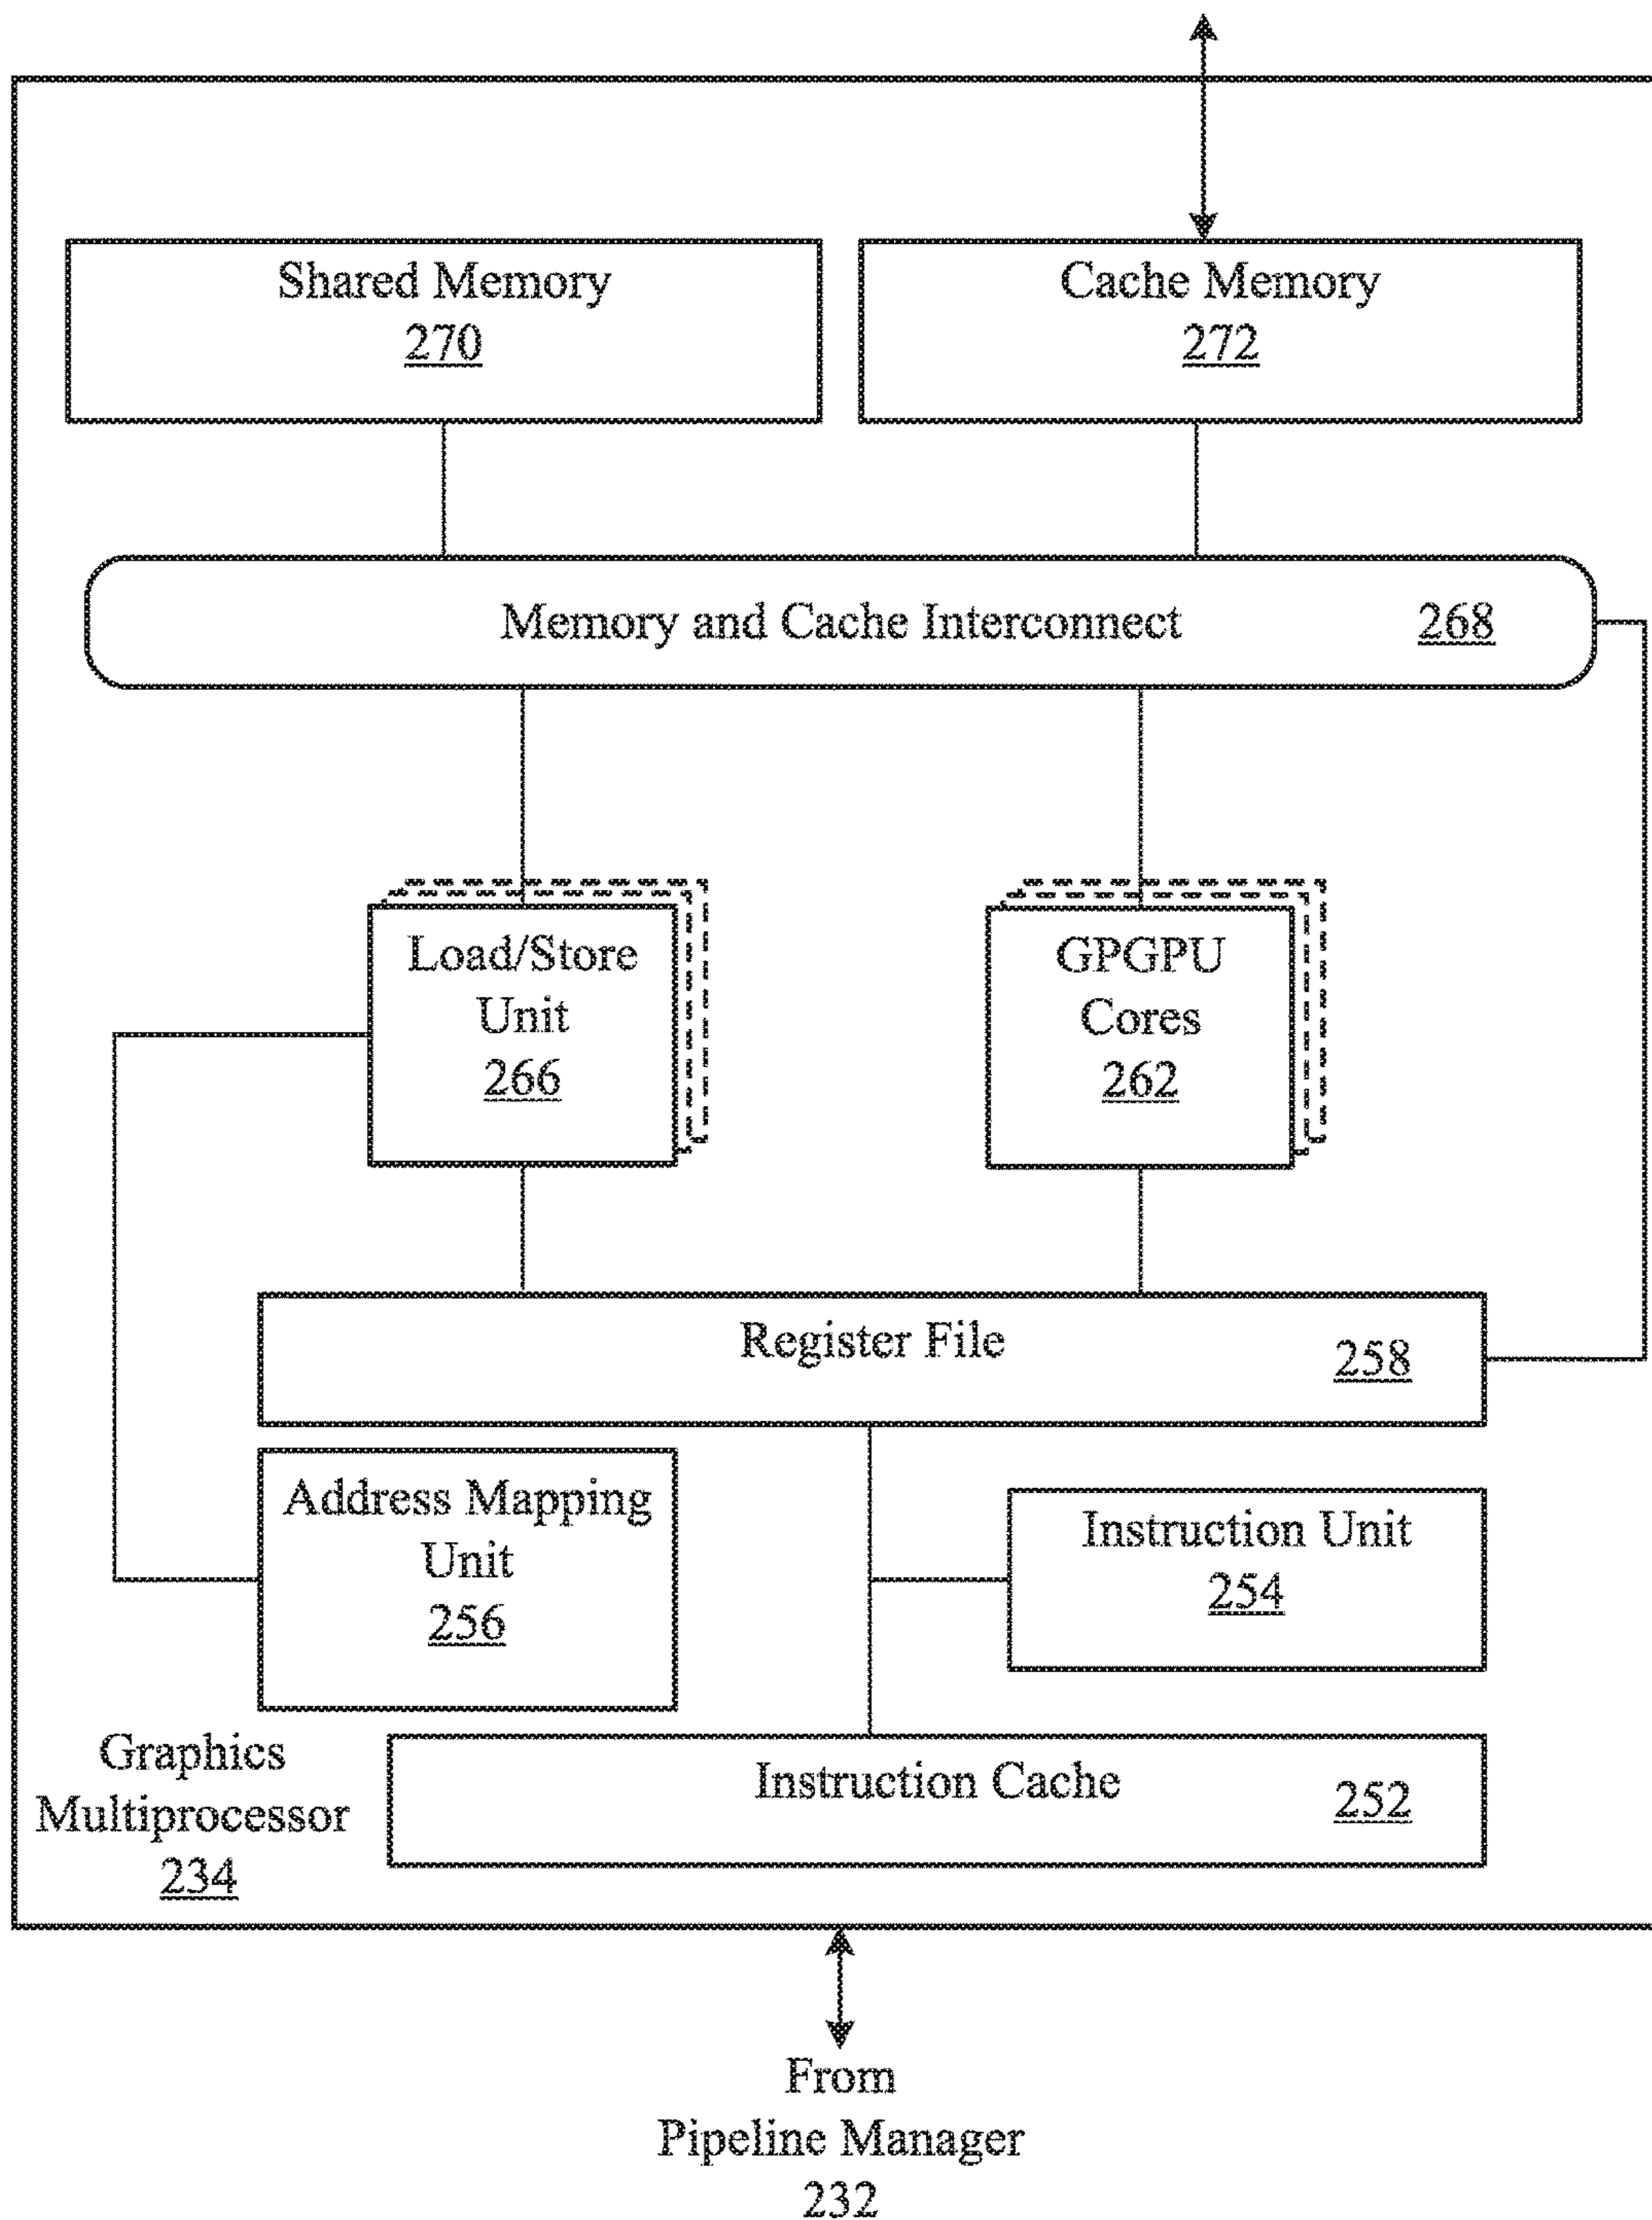 Shared Memory
270
Cache Memory
272
Memory and Cache Interconnect 268
Load/Store
Unit
266
GPGPU
Cores
262
Register File 258
Address Mapping
Unit
256
Instruction Unit
254
Graphics
Multiprocessor
234
Instruction Cache 252
From
Pipeline Manager
232